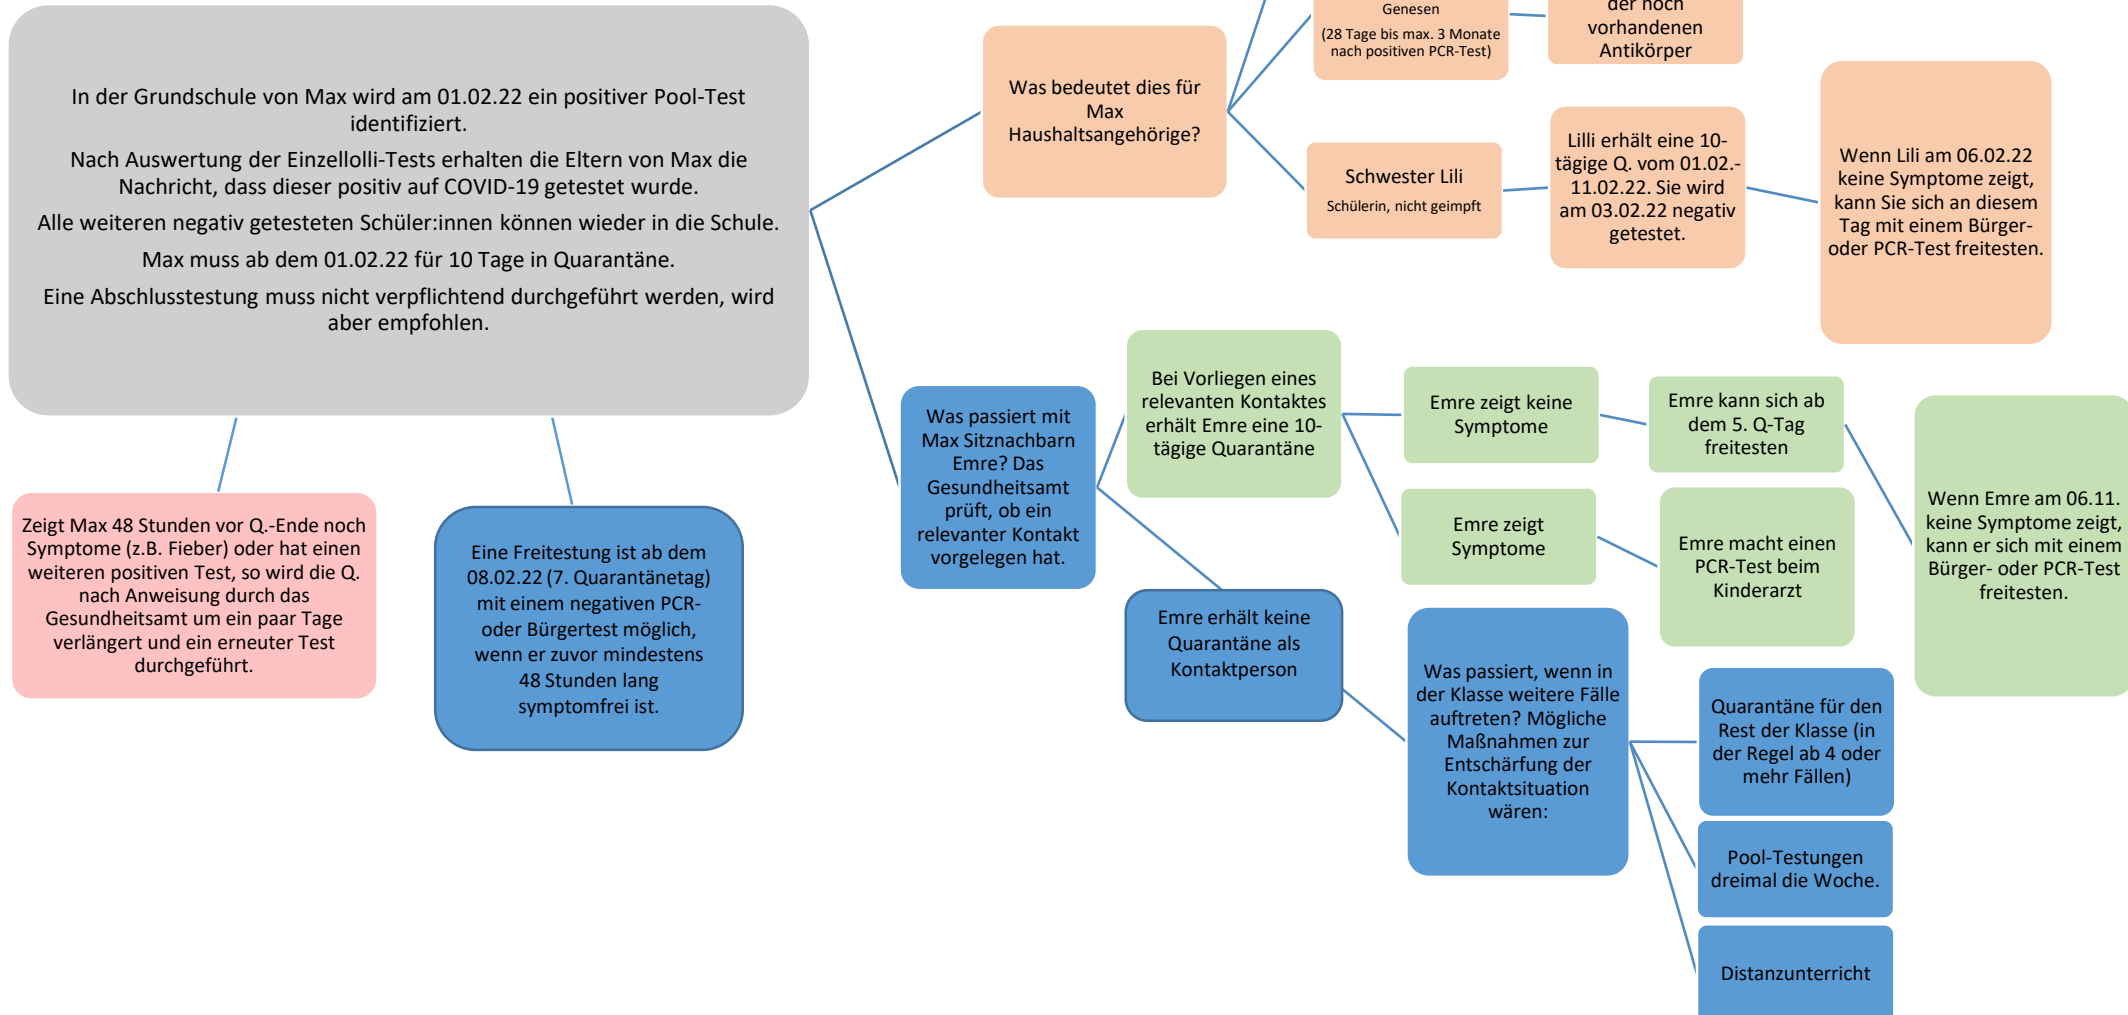 In der Grundschule von Max wird am 01.02.22 ein positiver Pool-Test
identifiziert.
Nach Auswertung der Einzellolli-Tests erhalten die Eltern von Max die
Nachricht, dass dieser positiv auf COVID-19 getestet wurde.
Alle weiteren negativ getesteten Schüler:innen können wieder in die Schule.
Max muss ab dem 01.02.22 für 10 Tage in Quarantäne.
Eine Abschlusstestung muss nicht verpflichtend durchgeführt werden, wird
aber empfohlen.
Zeigt Max 48 Stunden vor Q.-Ende noch
Symptome (z.B. Fieber) oder hat einen
weiteren positiven Test, so wird die Q.
nach Anweisung durch das
Gesundheitsamt um ein paar Tage
verlängert und ein erneuter Test
durchgeführt.
Eine Freitestung ist ab dem
08.02.22 (7. Quarantänetag)
mit einem negativen PCR-
oder Bürgertest möglich,
wenn er zuvor mindestens
48 Stunden lang
symptomfrei ist.
Was bedeutet dies für
Max
Haushaltsangehörige?
Genesen
(28 Tage bis max. 3 Monate
nach positiven PCR-Test)
der noch
vorhandenen
Antikörper
Schwester Lili
Schülerin, nicht geimpft
Lilli erhält eine 10-
tägige Q. vom 01.02.-
11.02.22. Sie wird
am 03.02.22 negativ
getestet.
Wenn Lili am 06.02.22
keine Symptome zeigt,
kann Sie sich an diesem
Tag mit einem Bürger-
oder PCR-Test freitesten.
Was passiert mit
Max Sitznachbarn
Emre? Das
Gesundheitsamt
prüft, ob ein
relevanter Kontakt
vorgelegen hat.
Bei Vorliegen eines
relevanten Kontaktes
erhält Emre eine 10-
tägige Quarantäne
Emre zeigt keine
Symptome
Emre kann sich ab
dem 5. Q-Tag
freitesten
Wenn Emre am 06.11.
keine Symptome zeigt,
kann er sich mit einem
Bürger- oder PCR-Test
freitesten.
Emre zeigt
Symptome
Emre macht einen
PCR-Test beim
Kinderarzt
Emre erhält keine
Quarantäne als
Kontaktperson
Was passiert, wenn in
der Klasse weitere Fälle
auftreten? Mögliche
Maßnahmen zur
Entschärfung der
Kontaktsituation
wären:
Quarantäne für den
Rest der Klasse (in
der Regel ab 4 oder
mehr Fällen)
Pool-Testungen
dreimal die Woche.
Distanzunterricht